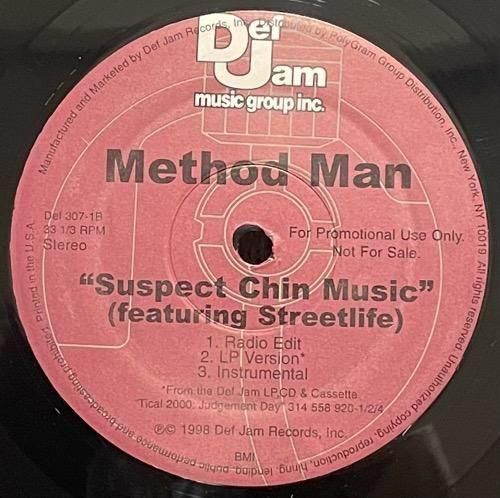 Manufactured and Marketed by Def Jam Records, Inc. Distributed by PolyGram Group Distribution, Inc., New York, NY 10019. All rights reserved. Unauthorized copying, reproduction, hiring, lending, public performance and broadcasting prohibited. Printed in the U.S.A.
Def
Jam
music group inc.
Method Man
Def 307-1B
33 1/3 RPM
Stereo
For Promotional Use Only.
Not For Sale.
"Suspect Chin Music"
(featuring Streetlife)
1. Radio Edit
2. LP Version*
3. Instrumental
*From the Def Jam LP,CD & Cassette
'Tical 2000: Judgement Day' 314 558 920-1/2/4
℗© 1998 Def Jam Records, Inc.
BMI